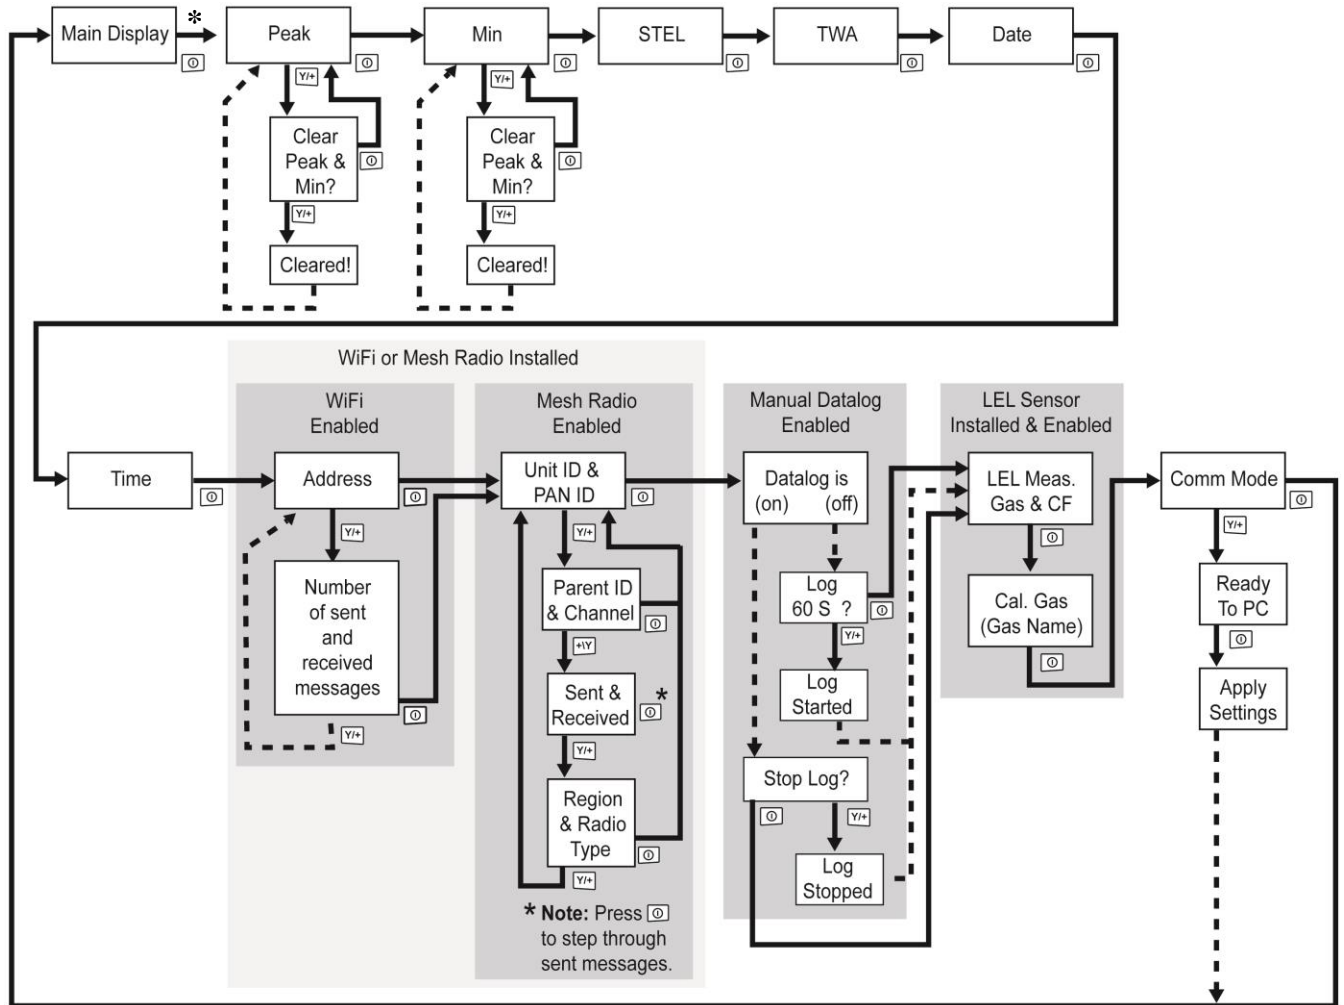 Main Display
*
Peak
Min
STEL
TWA
Date
Y/+
Y/+
Clear
Peak &
Min?
Clear
Peak &
Min?
Y/+
Y/+
Cleared!
Cleared!
WiFi or Mesh Radio Installed
WiFi
Enabled
Mesh Radio
Enabled
Manual Datalog
Enabled
LEL Sensor
Installed & Enabled
Time
Address
Unit ID &
PAN ID
Datalog is
(on) (off)
LEL Meas.
Gas & CF
Comm Mode
Y/+
Y/+
Y/+
Number
of sent
and
received
messages
Y/+
Parent ID
& Channel
+\Y
Sent &
Received
*
Y/+
Region
& Radio
Type
Y/+
* Note: Press
to step through
sent messages.
Log
60 S ?
Y/+
Log
Started
Stop Log?
Y/+
Log
Stopped
Cal. Gas
(Gas Name)
Ready
To PC
Apply
Settings